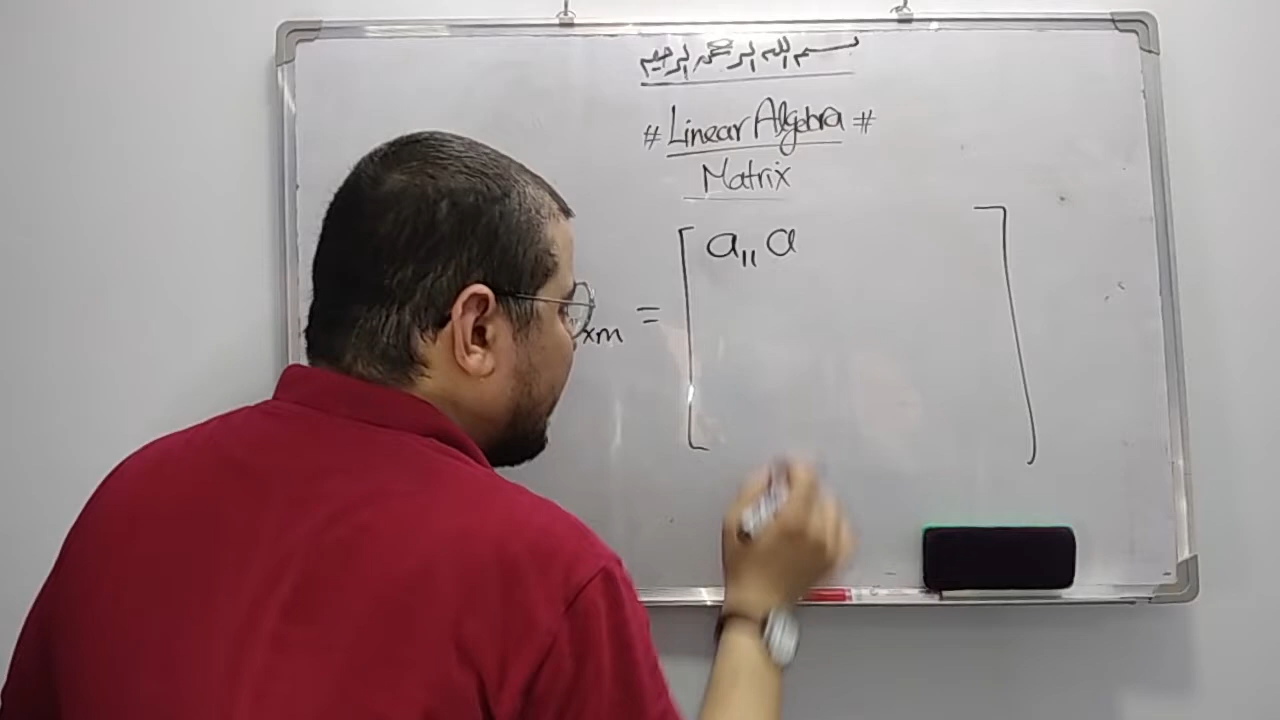 بسم الله الرحمن الرحيم
# Linear Algebra #
Matrix
xm = [ a11 a ]